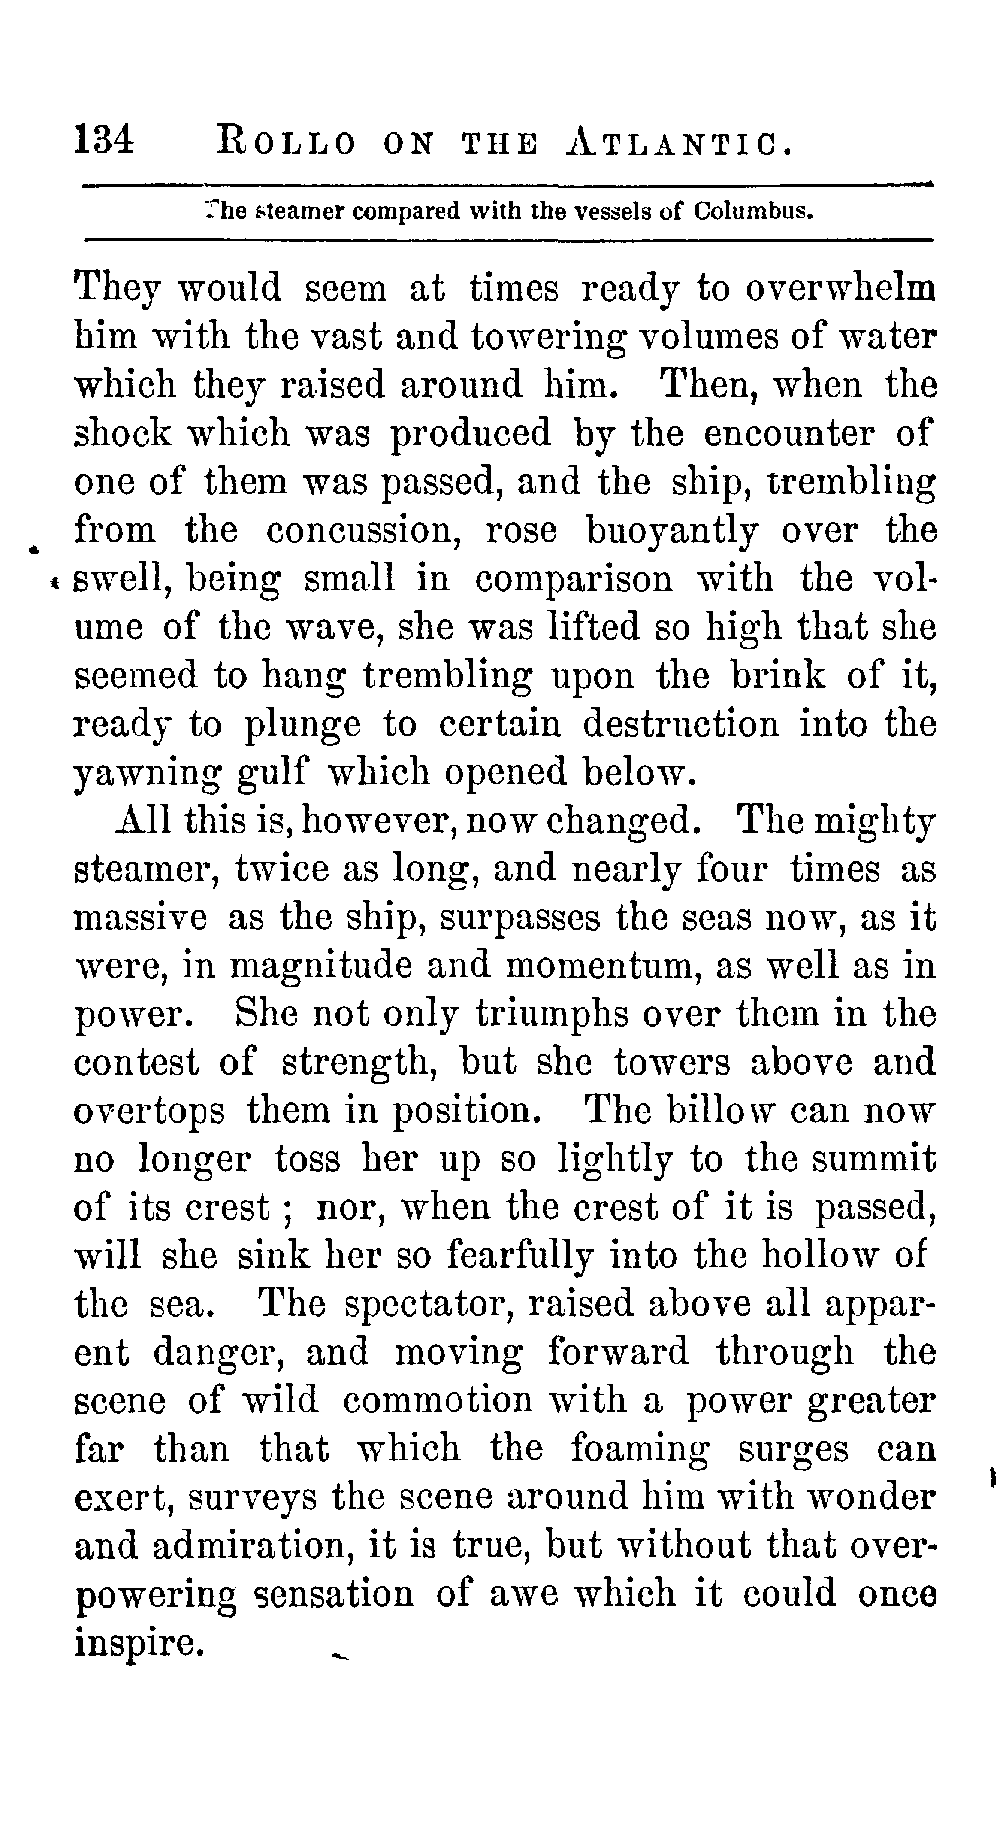 134 ROLLO ON THE ATLANTIC.
The steamer compared with the vessels of Columbus.
They would seem at times ready to overwhelm
him with the vast and towering volumes of water
which they raised around him. Then, when the
shock which was produced by the encounter of
one of them was passed, and the ship, trembling
from the concussion, rose buoyantly over the
swell, being small in comparison with the vol-
ume of the wave, she was lifted so high that she
seemed to hang trembling upon the brink of it,
ready to plunge to certain destruction into the
yawning gulf which opened below.
All this is, however, now changed. The mighty
steamer, twice as long, and nearly four times as
massive as the ship, surpasses the seas now, as it
were, in magnitude and momentum, as well as in
power. She not only triumphs over them in the
contest of strength, but she towers above and
overtops them in position. The billow can now
no longer toss her up so lightly to the summit
of its crest ; nor, when the crest of it is passed,
will she sink her so fearfully into the hollow of
the sea. The spectator, raised above all appar-
ent danger, and moving forward through the
scene of wild commotion with a power greater
far than that which the foaming surges can
exert, surveys the scene around him with wonder
and admiration, it is true, but without that over-
powering sensation of awe which it could once
inspire.